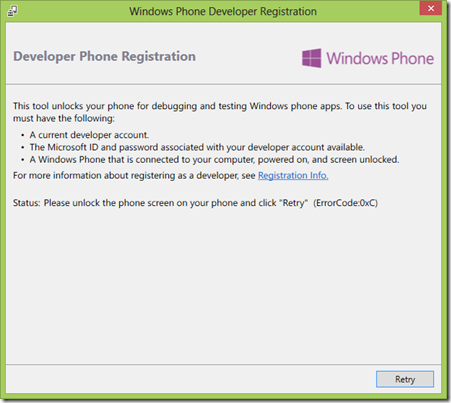 Windows Phone Developer Registration
Developer Phone Registration
Windows Phone
This tool unlocks your phone for debugging and testing Windows phone apps. To use this tool you
must have the following:
• A current developer account.
• The Microsoft ID and password associated with your developer account available.
• A Windows Phone that is connected to your computer, powered on, and screen unlocked.
For more information about registering as a developer, see Registration Info.
Status: Please unlock the phone screen on your phone and click "Retry" (ErrorCode:0xC)
Retry